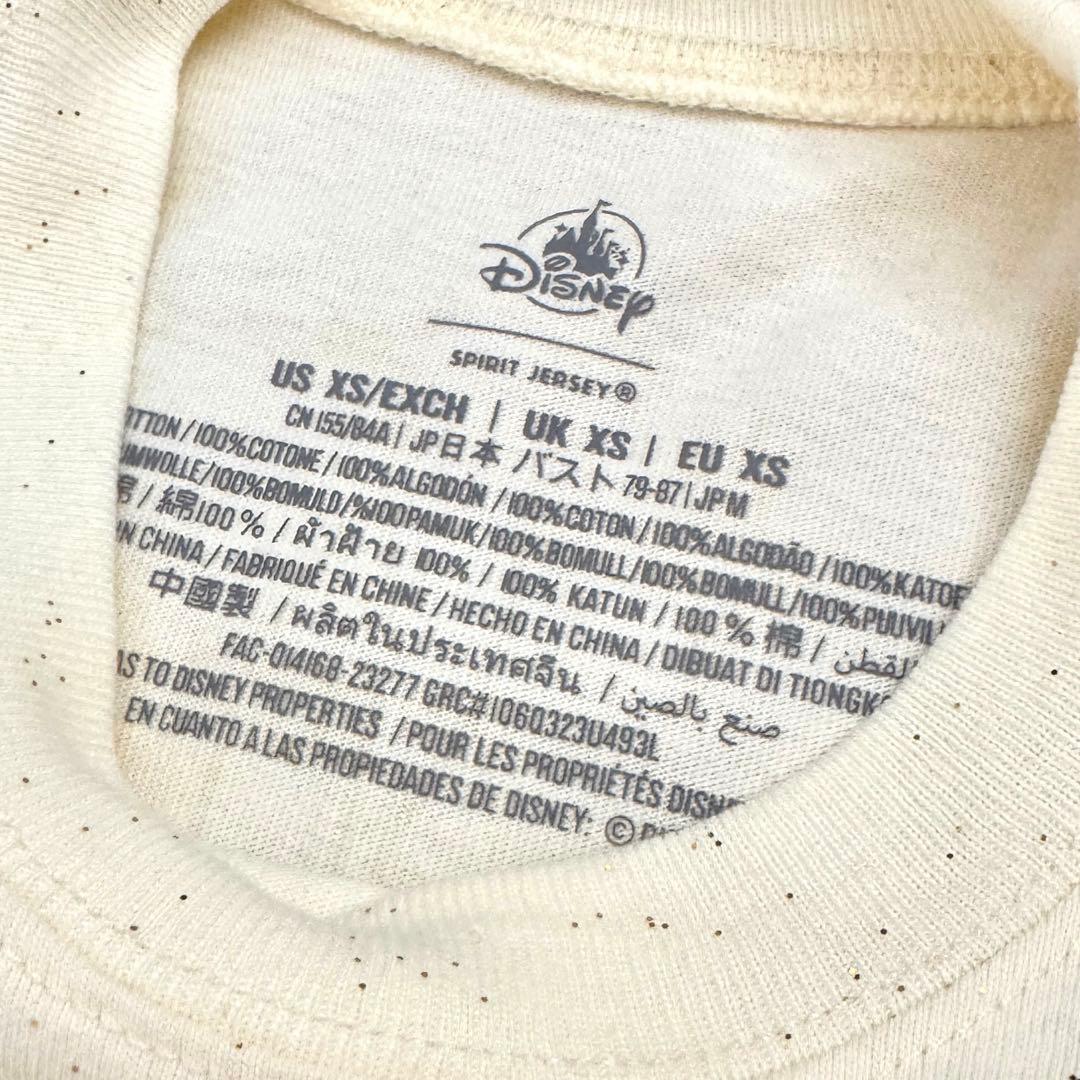 Disney
SPIRIT JERSEY®
US XS/EXCH | UK XS | EU XS
CN 155/84A | JP日本 バスト 79-87 | JP M
/100%COTONE/100%ALGODÓN/100%COTON/100%ALGODÃO/100%KATOE
/100%BOMULD/%100PAMUK/100%BOMULL/100%BOMULL/100%PUUVIL
棉/綿100%/ผ้าฝ้าย 100%/100% KATUN/100%棉/القطن
CHINA/FABRIQUÉ EN CHINE/HECHO EN CHINA/DIBUAT DI TIONGK
中國製/ผลิตในประเทศจีน/صنع بالصين
FAC-014168-23277 GRC#106Q323U493L
AS TO DISNEY PROPERTIES/POUR LES PROPRIÉTÉS DISN
EN CUANTO A LAS PROPIEDADES DE DISNEY: ©